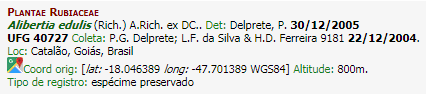 PLANTAE RUBIACEAE
Alibertia edulis (Rich.) A.Rich. ex DC.. Det: Delprete, P. 30/12/2005
UFG 40727 Coleta: P.G. Delprete; L.F. da Silva & H.D. Ferreira 9181 22/12/2004.
Loc: Catalão, Goiás, Brasil
Coord orig: [lat: -18.046389 long: -47.701389 WGS84] Altitude: 800m.
Tipo de registro: espécime preservado